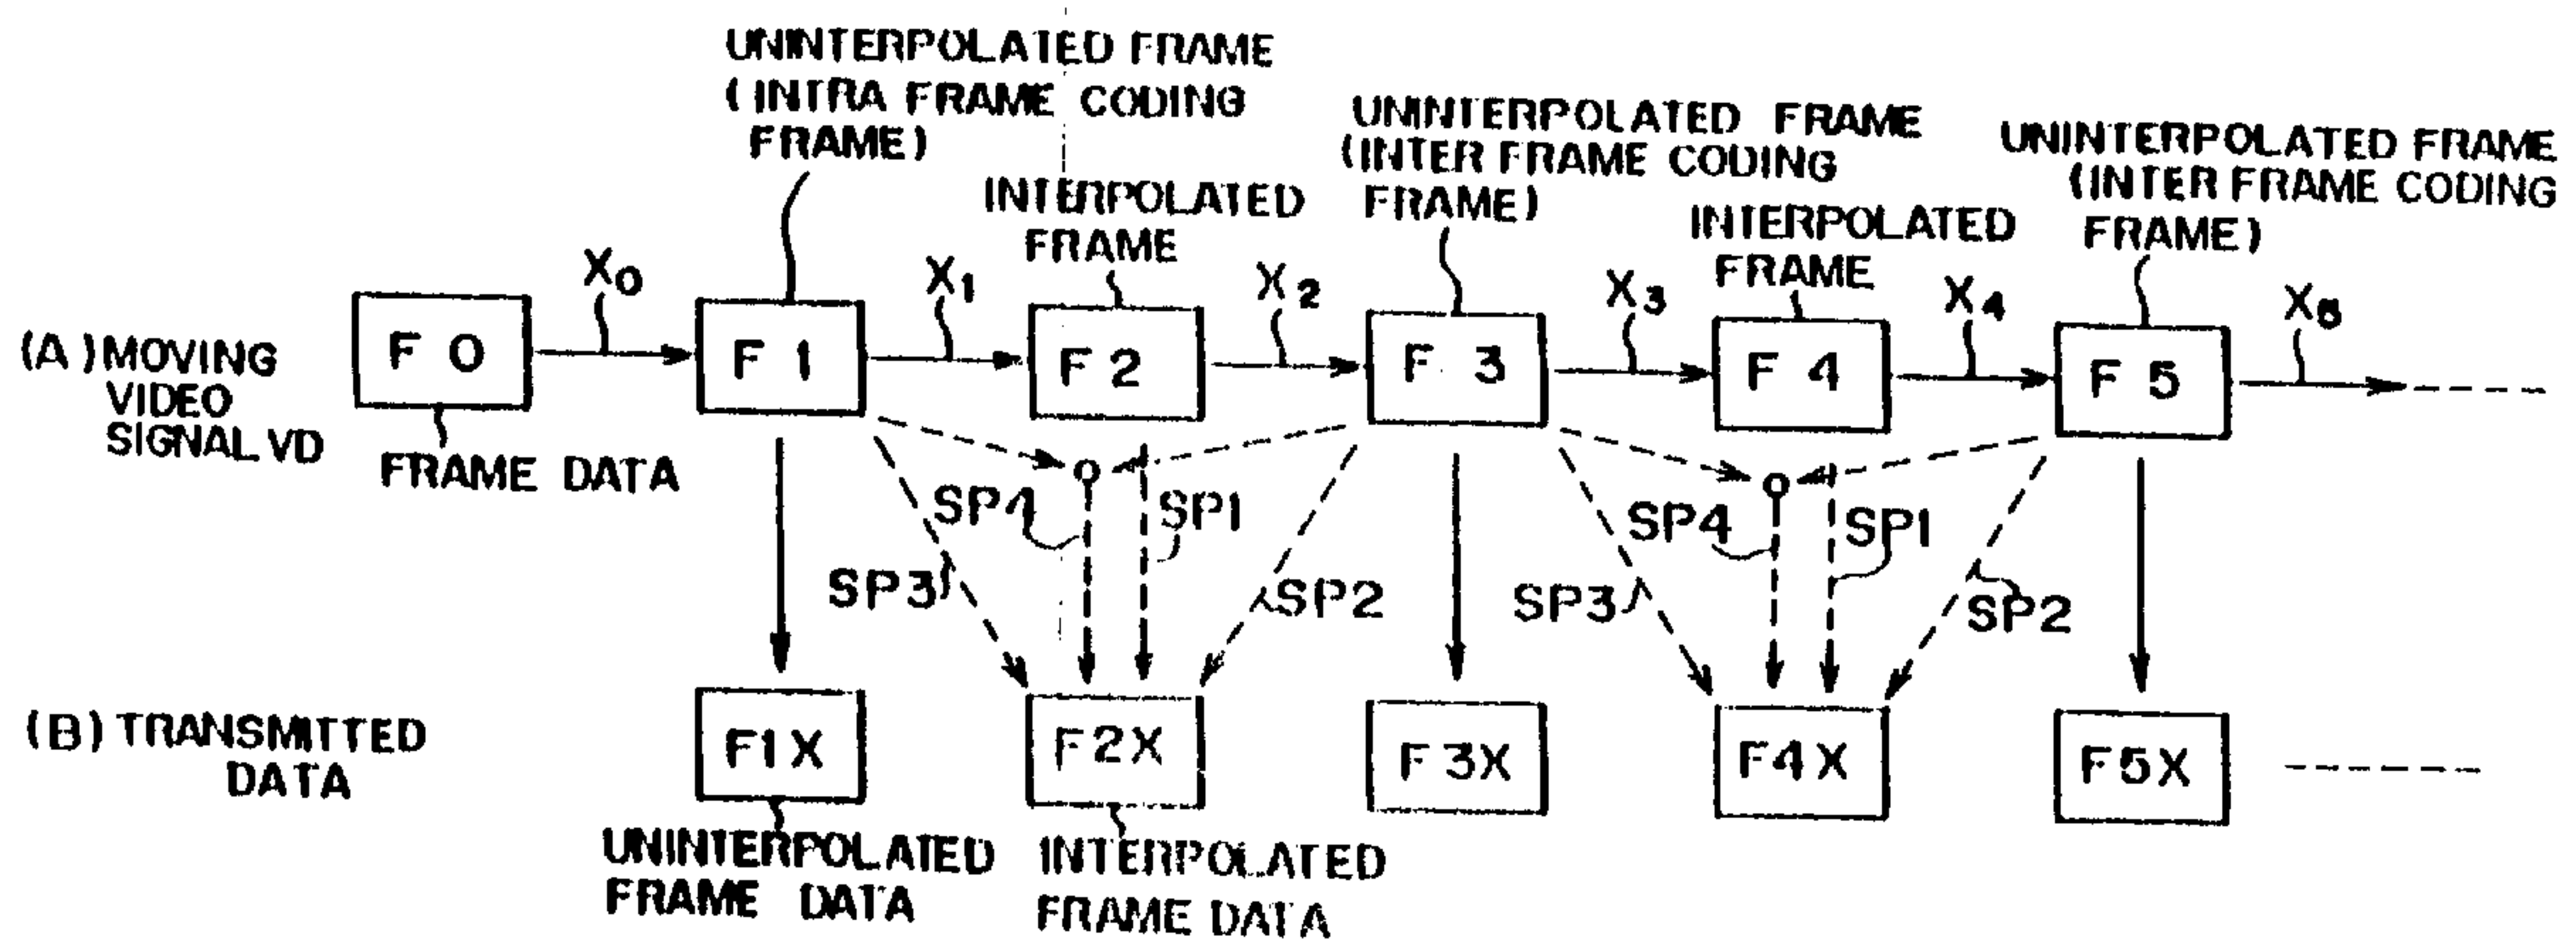 UNINTERPOLATED FRAME
(INTRA FRAME CODING
FRAME)
UNINTERPOLATED FRAME
(INTER FRAME CODING
FRAME)
UNINTERPOLATED FRAME
(INTER FRAME CODING
FRAME)
INTERPOLATED
FRAME
INTERPOLATED
FRAME
X0
X1
X2
X3
X4
X5
(A) MOVING
VIDEO
SIGNAL VD
F 0
F 1
F 2
F 3
F 4
F 5
FRAME DATA
SP4
SP1
SP3
SP2
SP4
SP1
SP3
SP2
(B) TRANSMITTED
DATA
F1X
F2X
F3X
F4X
F5X
UNINTERPOLATED
FRAME DATA
INTERPOLATED
FRAME DATA